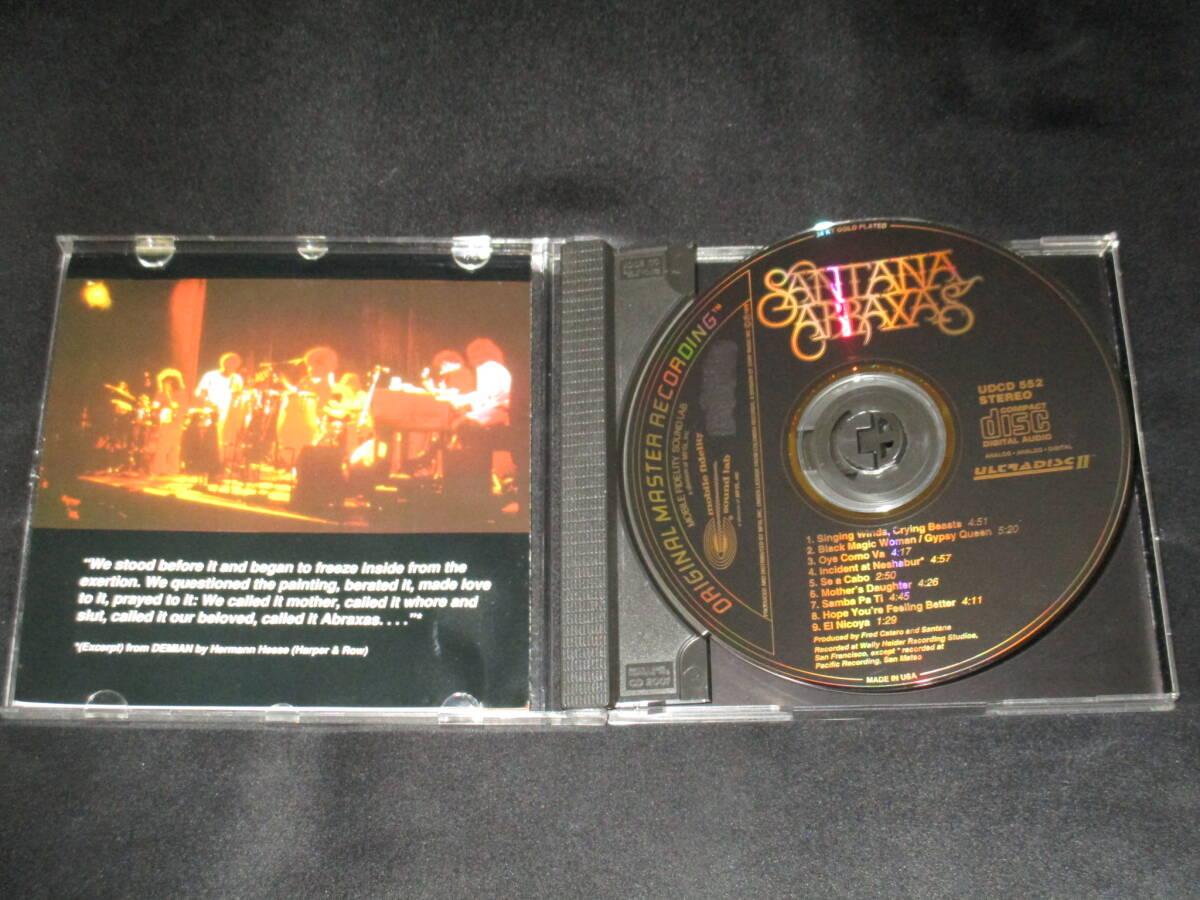 "We stood before it and began to freeze inside from the
exertion. We questioned the painting, berated it, made love
to it, prayed to it: We called it mother, called it whore and
slut, called it our beloved, called it Abraxas. . . ."*
*(Excerpt) from DEMIAN by Hermann Hesse (Harper & Row)
24 KT GOLD PLATED
SANTANA
ABRAXAS
ORIGINAL MASTER RECORDING™
MOBILE FIDELITY SOUND LAB
mobile fidelity
sound lab
UDCD 552
STEREO
COMPACT
disc
DIGITAL AUDIO
ANALOG • ANALOG • DIGITAL
ULTRADISC II™
1. Singing Winds, Crying Beasts 4:51
2. Black Magic Woman / Gypsy Queen 5:20
3. Oye Como Va 4:17
4. Incident at Neshabur* 4:57
5. Se a Cabo 2:50
6. Mother's Daughter 4:26
7. Samba Pa Ti 4:45
8. Hope You're Feeling Better 4:11
9. El Nicoya 1:29
Produced by Fred Catero and Santana
Recorded at Wally Heider Recording Studios,
San Francisco, except * recorded at
Pacific Recording, San Mateo
MADE IN USA